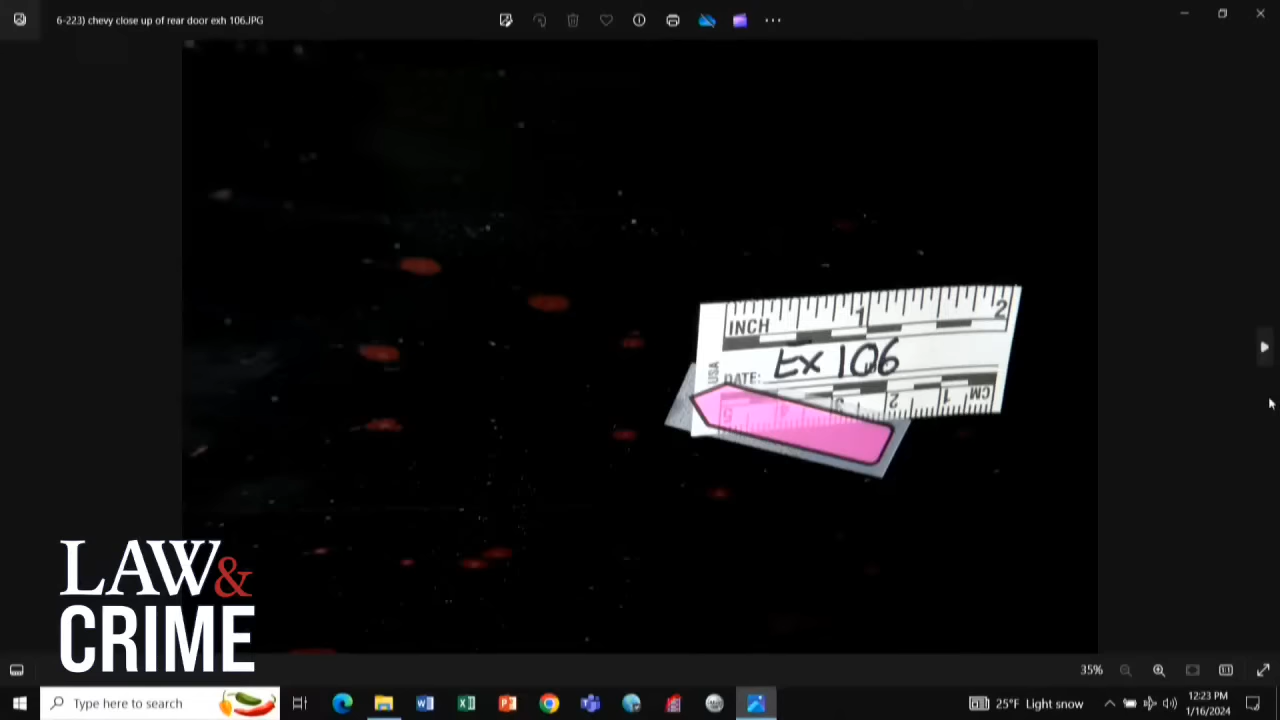 6-223) chevy close up of rear door exh 106.JPG
INCH 1 2
Ex 106
USA DATE:
5 4 3 2 1 CM
LAW&
CRIME
35%
Type here to search
25°F Light snow
12:23 PM
1/16/2024